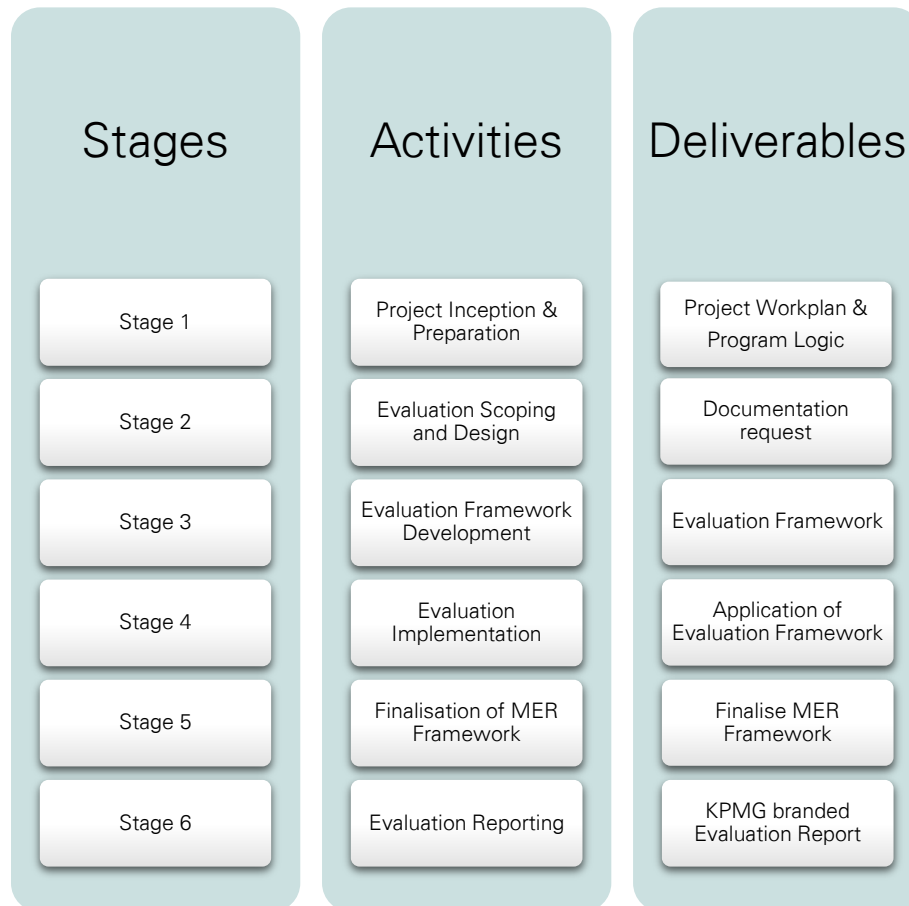 Stages
Activities
Deliverables
Stage 1
Project Inception &
Preparation
Project Workplan &
Program Logic
Stage 2
Evaluation Scoping
and Design
Documentation
request
Stage 3
Evaluation Framework
Development
Evaluation Framework
Stage 4
Evaluation
Implementation
Application of
Evaluation Framework
Stage 5
Finalisation of MER
Framework
Finalise MER
Framework
Stage 6
Evaluation Reporting
KPMG branded
Evaluation Report